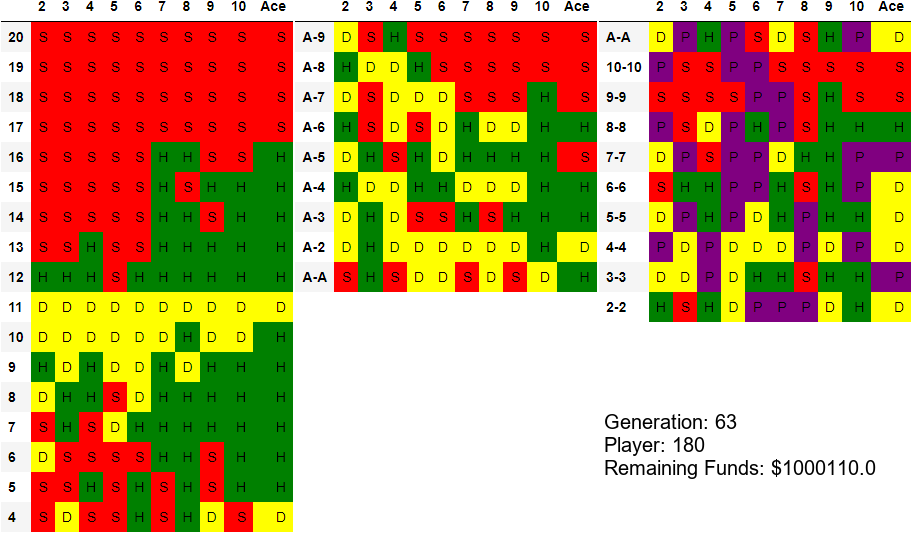 2 3 4 5 6 7 8 9 10 Ace
20 S S S S S S S S S S
19 S S S S S S S S S S
18 S S S S S S S S S S
17 S S S S S S S S S S
16 S S S S S H H S S H
15 S S S S S H S H H H
14 S S S S S H H S H H
13 S S H S S H H H H H
12 H H H S H H H H H H
11 D D D D D D D D D D
10 D D D D D D H D D H
9 H D H D D H D H H H
8 D H H S D H H H H H
7 S H S D H H H H H H
6 D S S S S H H S H H
5 S S H S H S H S H H
4 S D S S H S H D S D
2 3 4 5 6 7 8 9 10 Ace
A-9 D S H S S S S S S S
A-8 H D D H S S S S S S
A-7 D S D D D S S S H S
A-6 H S D S D H D D H H
A-5 D H S H D H H H H S
A-4 H D D H H D D D H H
A-3 D H D S S H S H H H
A-2 D H D D D D D D H D
A-A S H S D D S D S D H
2 3 4 5 6 7 8 9 10 Ace
A-A D P H P S D S H P D
10-10 P S S P P S S S S S
9-9 S S S S P P S H S S
8-8 P S D P H P S H H H
7-7 D P S P P D H H P P
6-6 S H H P P H S H P D
5-5 D P H P D H P H H D
4-4 P D P D D D P D P D
3-3 D D P D H H S H H P
2-2 H S H D P P P D H D
Generation: 63
Player: 180
Remaining Funds: $1000110.0